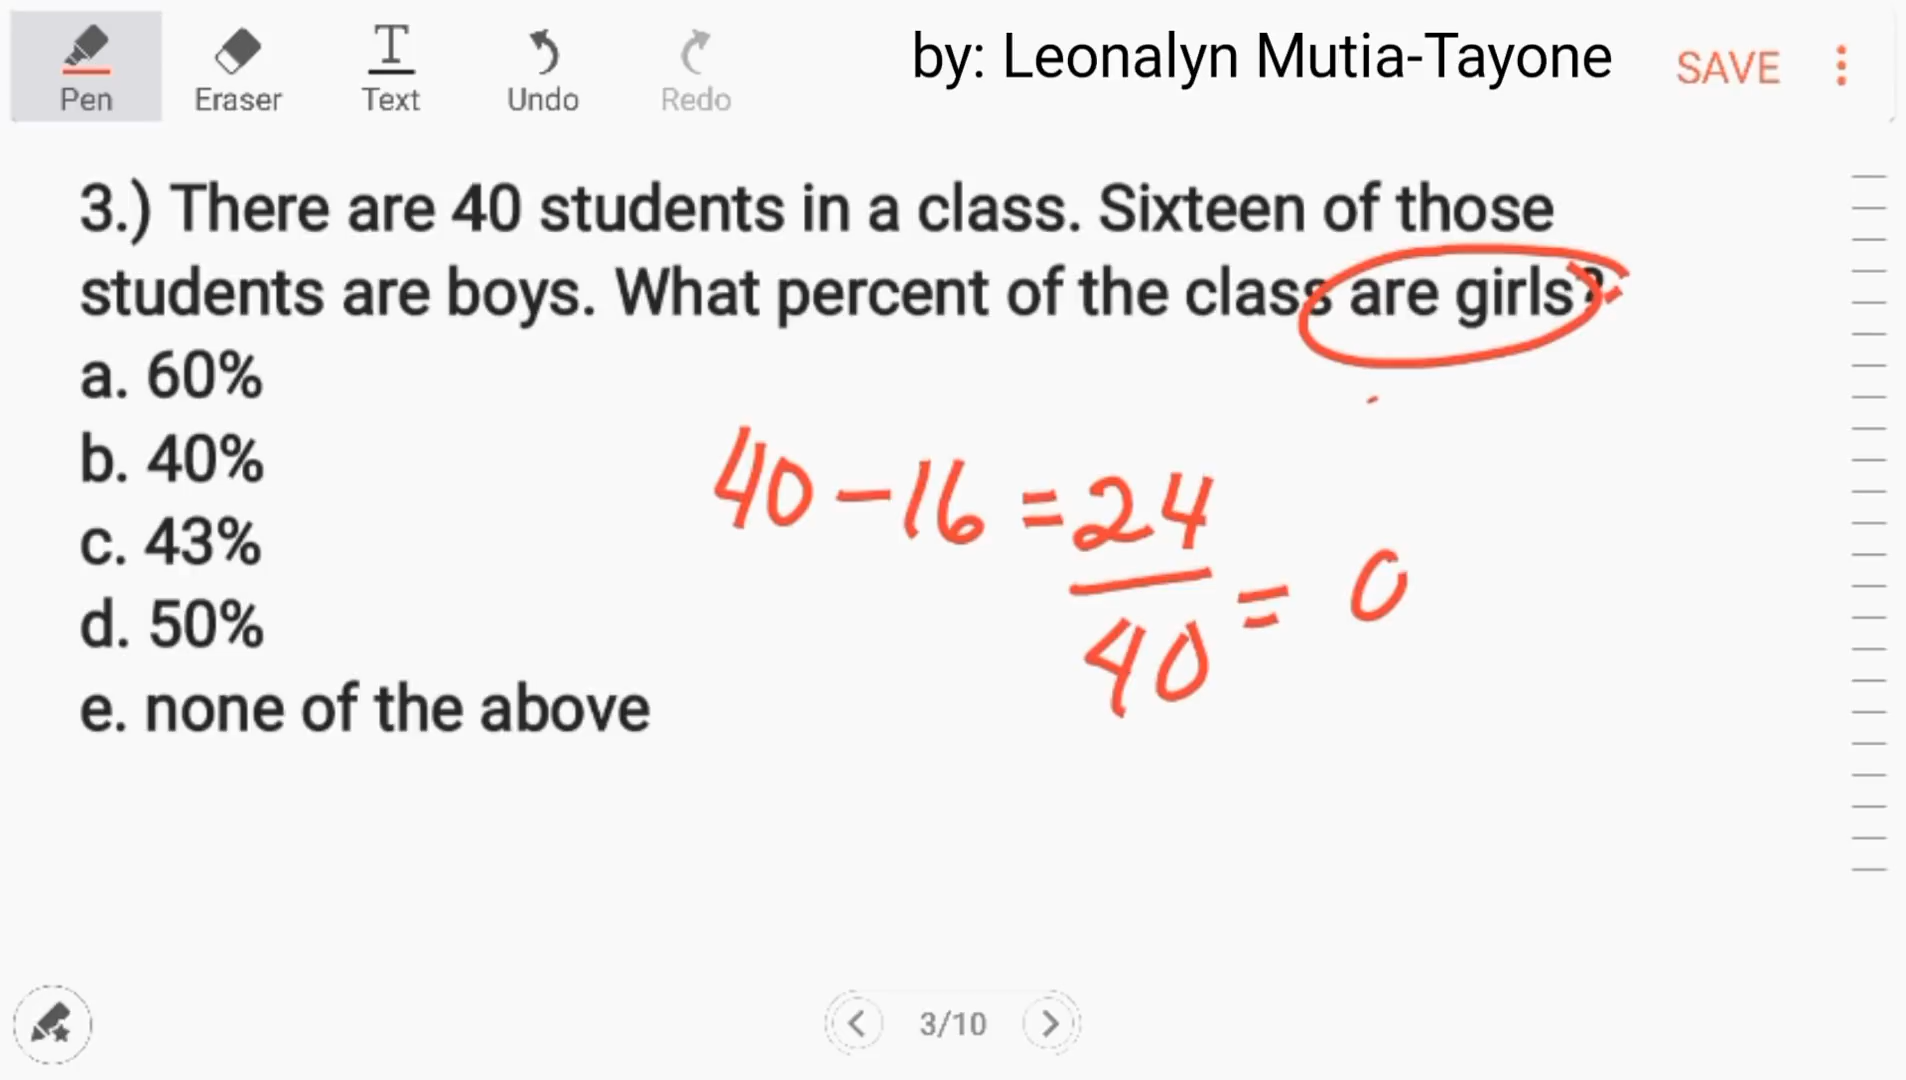 Pen Eraser Text Undo Redo by: Leonalyn Mutia-Tayone SAVE
3.) There are 40 students in a class. Sixteen of those
students are boys. What percent of the class are girls?
a. 60%
b. 40%
c. 43%
d. 50%
e. none of the above
40 - 16 = 24
40 = 0
3/10